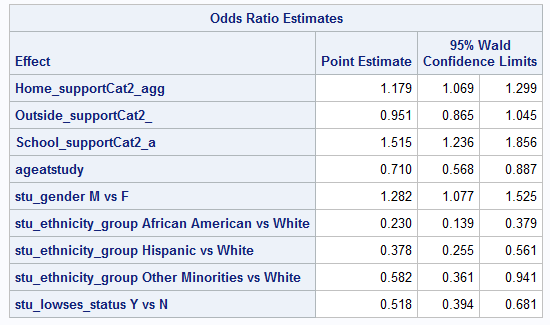 Odds Ratio Estimates
Effect Point Estimate 95% Wald Confidence Limits
Home_supportCat2_agg 1.179 1.069 1.299
Outside_supportCat2_ 0.951 0.865 1.045
School_supportCat2_a 1.515 1.236 1.856
ageatstudy 0.710 0.568 0.887
stu_gender M vs F 1.282 1.077 1.525
stu_ethnicity_group African American vs White 0.230 0.139 0.379
stu_ethnicity_group Hispanic vs White 0.378 0.255 0.561
stu_ethnicity_group Other Minorities vs White 0.582 0.361 0.941
stu_lowses_status Y vs N 0.518 0.394 0.681